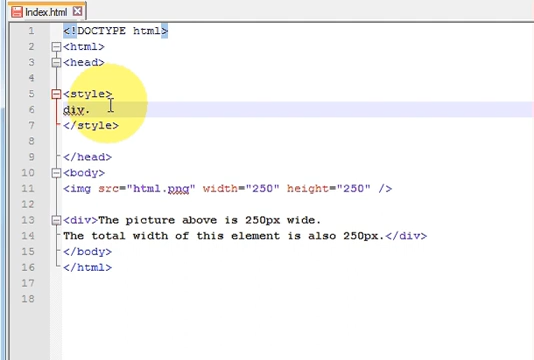 Index.html
1 <!DOCTYPE html>
2 <html>
3 <head>
4
5 <style>
6 div.
7 </style>
8
9 </head>
10 <body>
11 <img src="html.png" width="250" height="250" />
12
13 <div>The picture above is 250px wide.
14 The total width of this element is also 250px.</div>
15 </body>
16 </html>
17
18